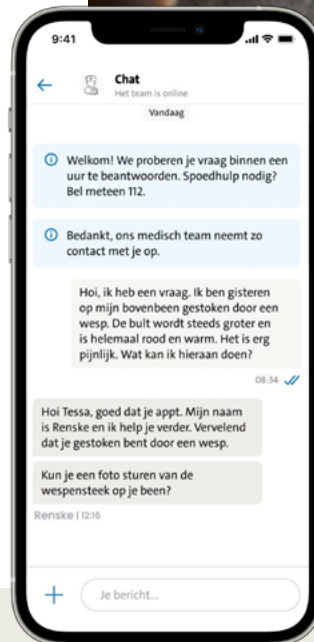 9:41
Chat
Het team is online
Vandaag
Welkom! We proberen je vraag binnen een
uur te beantwoorden. Spoedhulp nodig?
Bel meteen 112.
Bedankt, ons medisch team neemt zo
contact met je op.
Hoi, ik heb een vraag. Ik ben gisteren
op mijn bovenbeen gestoken door een
wesp. De bult wordt steeds groter en
is helemaal rood en warm. Het is erg
pijnlijk. Wat kan ik hieraan doen?
08:34
Hoi Tessa, goed dat je appt. Mijn naam
is Renske en ik help je verder. Vervelend
dat je gestoken bent door een wesp.
Kun je een foto sturen van de
wespensteek op je been?
Renske | 12:16
Je bericht...